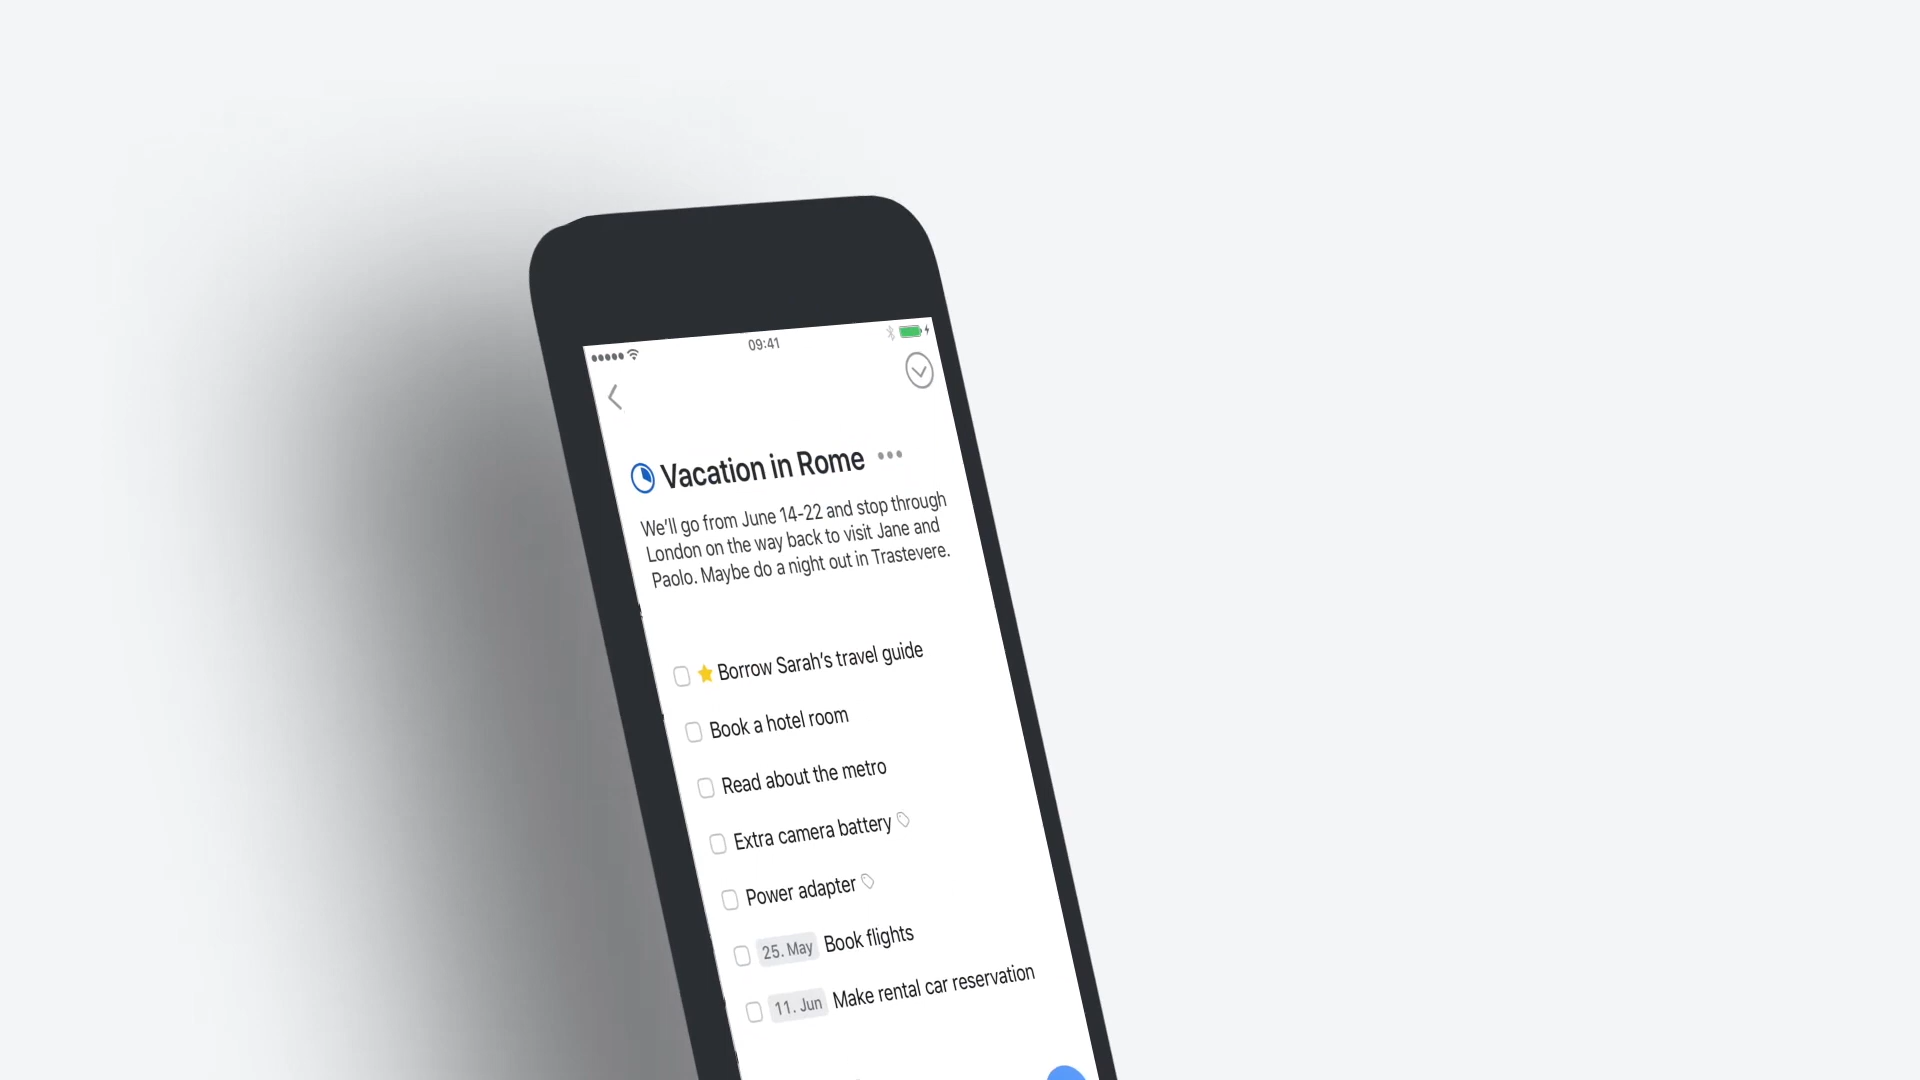 09:41
Vacation in Rome
We'll go from June 14-22 and stop through
London on the way back to visit Jane and
Paolo. Maybe do a night out in Trastevere.
Borrow Sarah's travel guide
Book a hotel room
Read about the metro
Extra camera battery
Power adapter
25. May Book flights
11. Jun Make rental car reservation